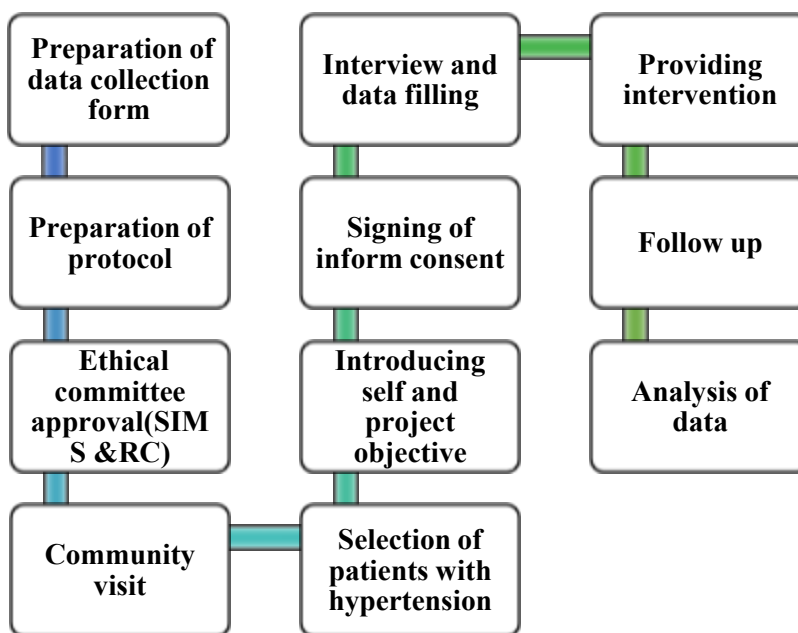 Preparation of
data collection
form
Preparation of
protocol
Ethical
committee
approval(SIM
S &RC)
Community
visit
Selection of
patients with
hypertension
Introducing
self and
project
objective
Signing of
inform consent
Interview and
data filling
Providing
intervention
Follow up
Analysis of
data